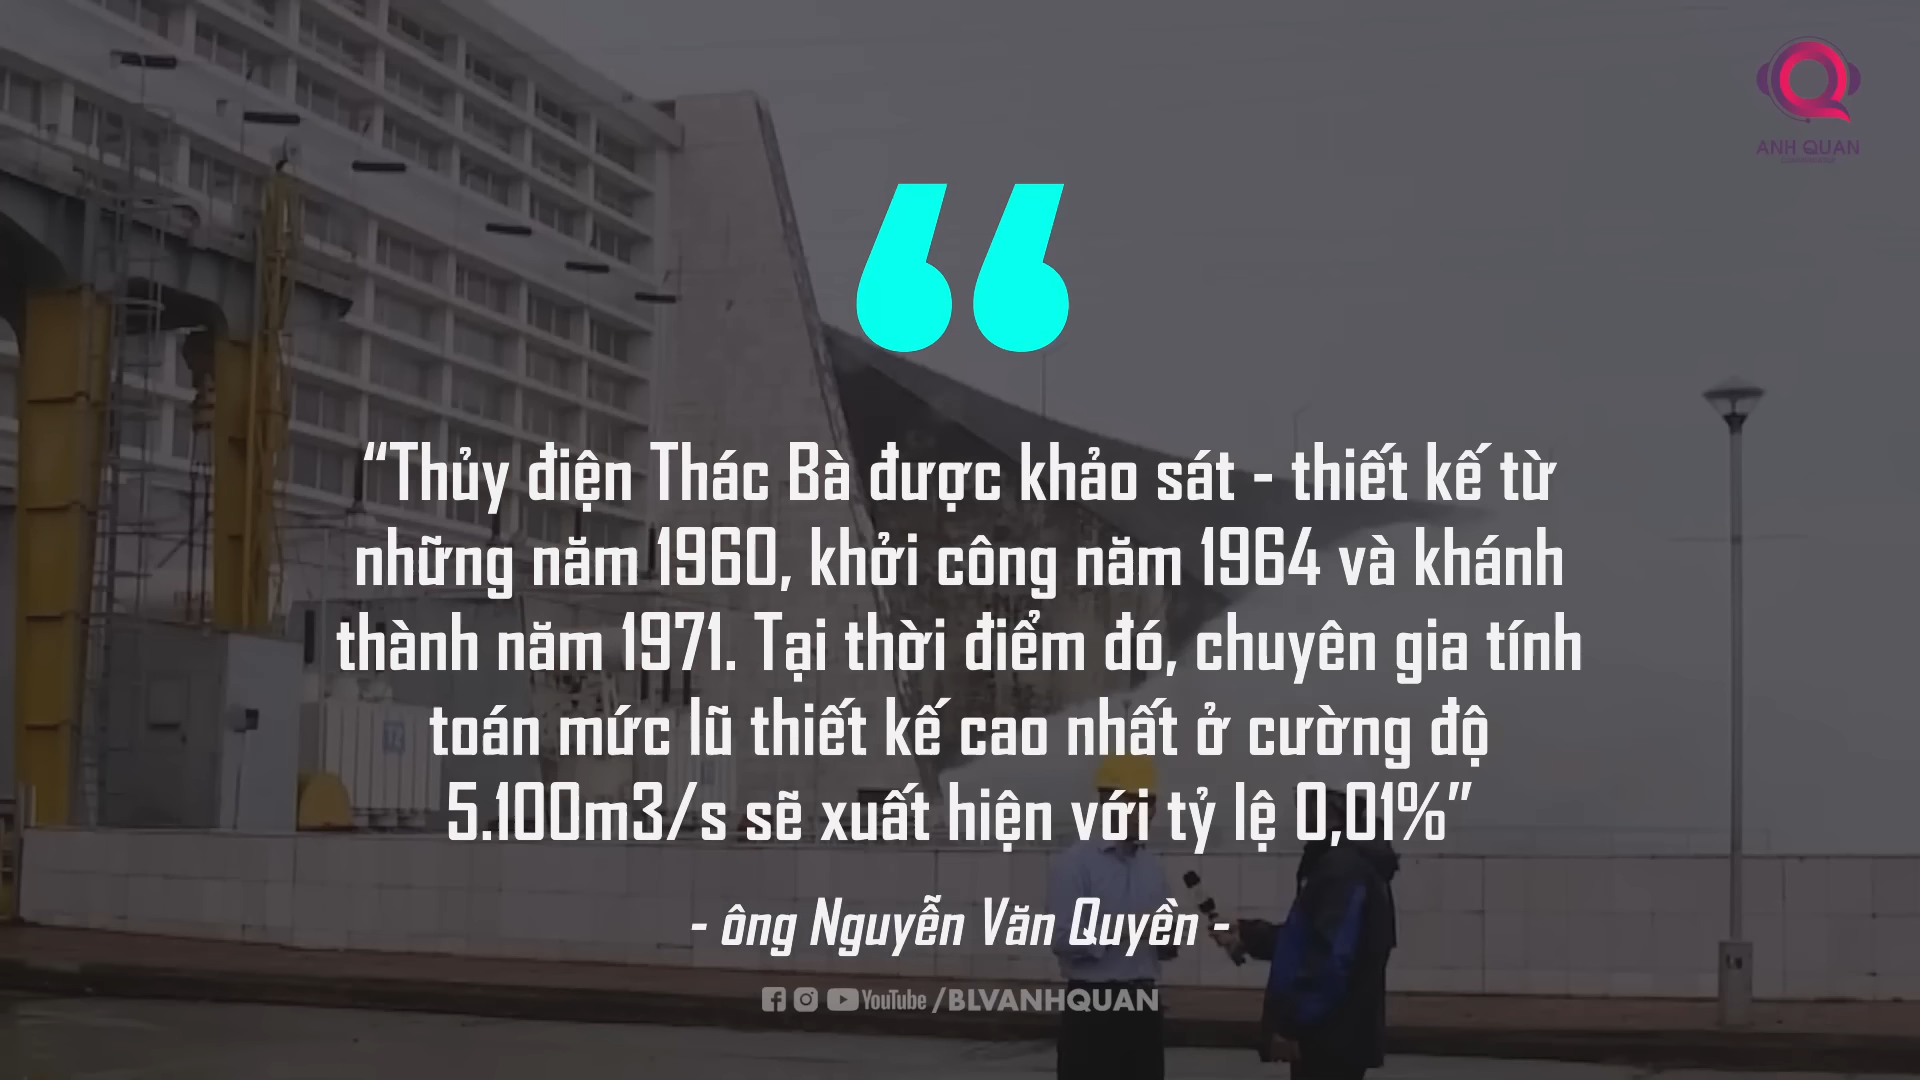 ANH QUAN
“Thủy điện Thác Bà được khảo sát - thiết kế từ
những năm 1960, khởi công năm 1964 và khánh
thành năm 1971. Tại thời điểm đó, chuyên gia tính
toán mức lũ thiết kế cao nhất ở cường độ
5.100m3/s sẽ xuất hiện với tỷ lệ 0,01%”
- ông Nguyễn Văn Quyền -
YouTube /BLVANHQUAN